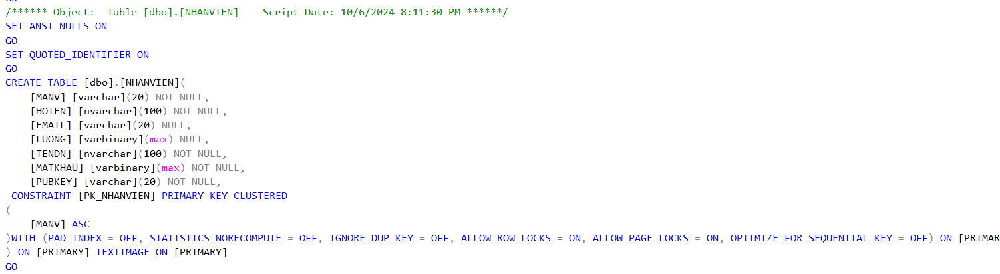 GO
/****** Object:  Table [dbo].[NHANVIEN]    Script Date: 10/6/2024 8:11:30 PM ******/
SET ANSI_NULLS ON
GO
SET QUOTED_IDENTIFIER ON
GO
CREATE TABLE [dbo].[NHANVIEN](
    [MANV] [varchar](20) NOT NULL,
    [HOTEN] [nvarchar](100) NOT NULL,
    [EMAIL] [varchar](20) NULL,
    [LUONG] [varbinary](max) NULL,
    [TENDN] [nvarchar](100) NOT NULL,
    [MATKHAU] [varbinary](max) NOT NULL,
    [PUBKEY] [varchar](20) NOT NULL,
 CONSTRAINT [PK_NHANVIEN] PRIMARY KEY CLUSTERED
(
    [MANV] ASC
)WITH (PAD_INDEX = OFF, STATISTICS_NORECOMPUTE = OFF, IGNORE_DUP_KEY = OFF, ALLOW_ROW_LOCKS = ON, ALLOW_PAGE_LOCKS = ON, OPTIMIZE_FOR_SEQUENTIAL_KEY = OFF) ON [PRIMAR
) ON [PRIMARY] TEXTIMAGE_ON [PRIMARY]
GO